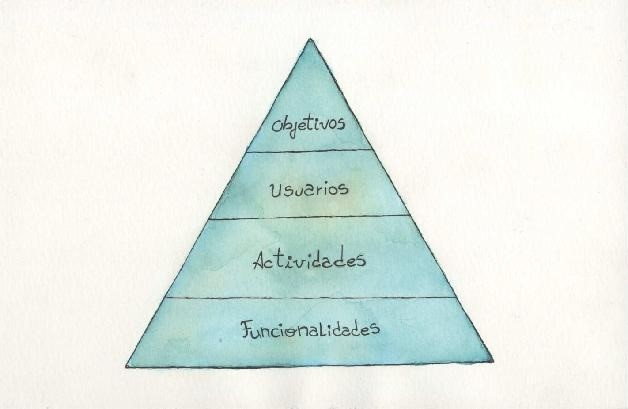 Objetivos
Usuarios
Actividades
Funcionalidades